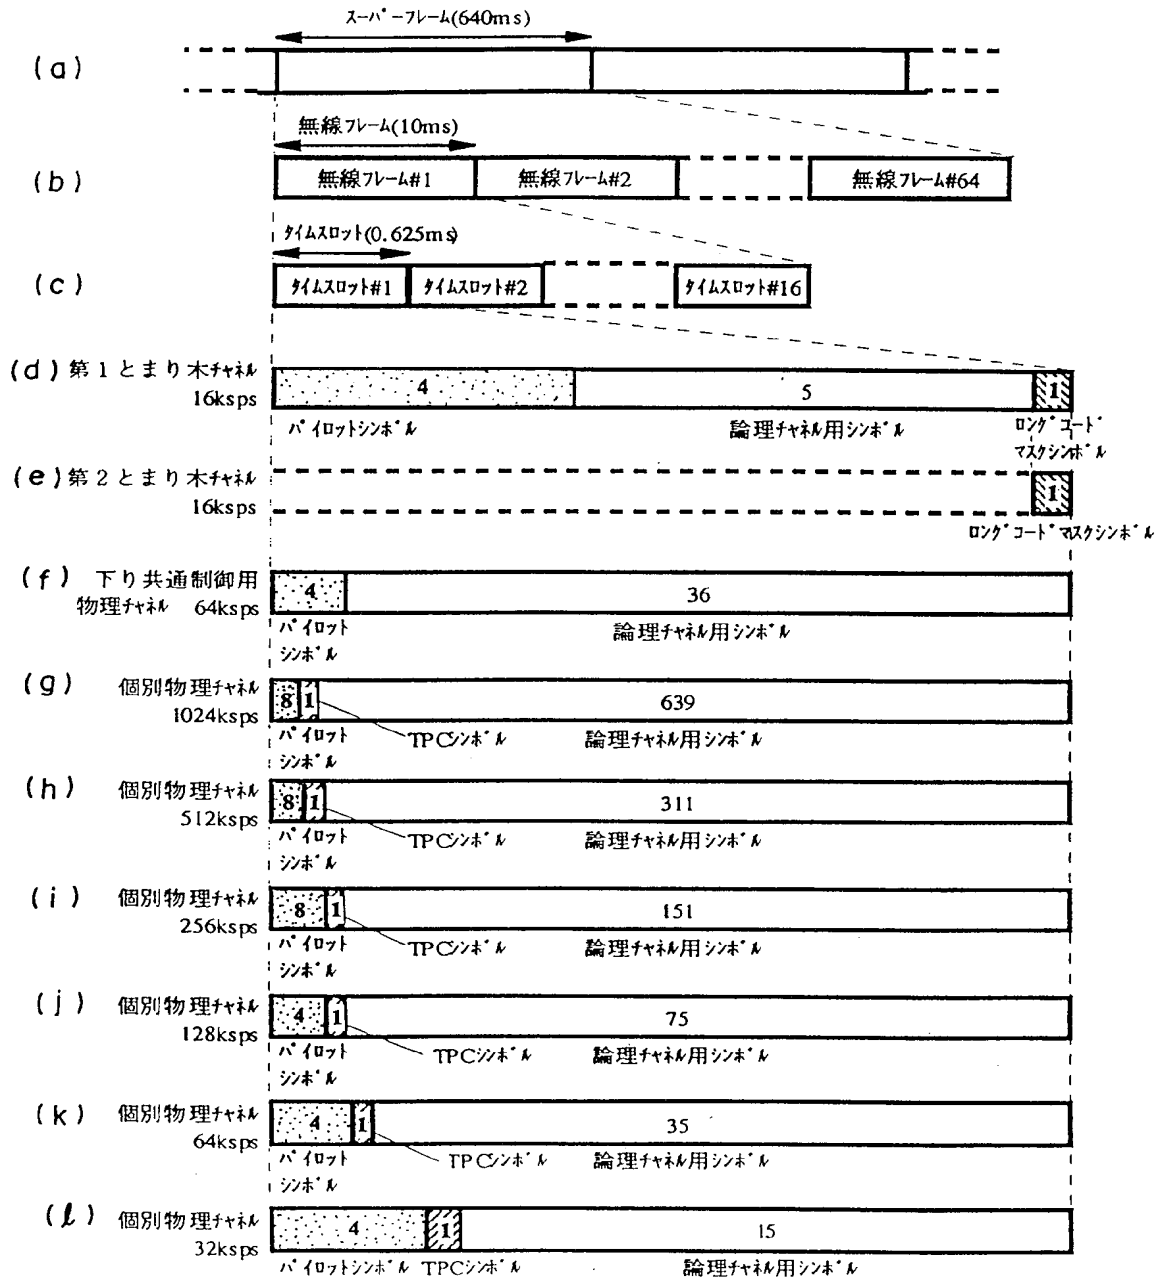 スーパーフレーム(640ms)
(a)
無線フレーム(10ms)
(b) 無線フレーム#1 無線フレーム#2 無線フレーム#64
タイムスロット(0.625ms)
(c) タイムスロット#1 タイムスロット#2 タイムスロット#16
(d) 第1とまり木チャネル 4 5 1
16ksps
パイロットシンボル 論理チャネル用シンボル ロングコード
マスクシンボル
(e) 第2とまり木チャネル 1
16ksps
ロングコードマスクシンボル
(f) 下り共通制御用 4 36
物理チャネル 64ksps
パイロット 論理チャネル用シンボル
シンボル
(g) 個別物理チャネル 8 1 639
1024ksps
パイロット TPCシンボル 論理チャネル用シンボル
シンボル
(h) 個別物理チャネル 8 1 311
512ksps
パイロット TPCシンボル 論理チャネル用シンボル
シンボル
(i) 個別物理チャネル 8 1 151
256ksps
パイロット TPCシンボル 論理チャネル用シンボル
シンボル
(j) 個別物理チャネル 4 1 75
128ksps
パイロット TPCシンボル 論理チャネル用シンボル
シンボル
(k) 個別物理チャネル 4 1 35
64ksps
パイロット TPCシンボル 論理チャネル用シンボル
シンボル
(ℓ) 個別物理チャネル 4 1 15
32ksps
パイロットシンボル TPCシンボル 論理チャネル用シンボル